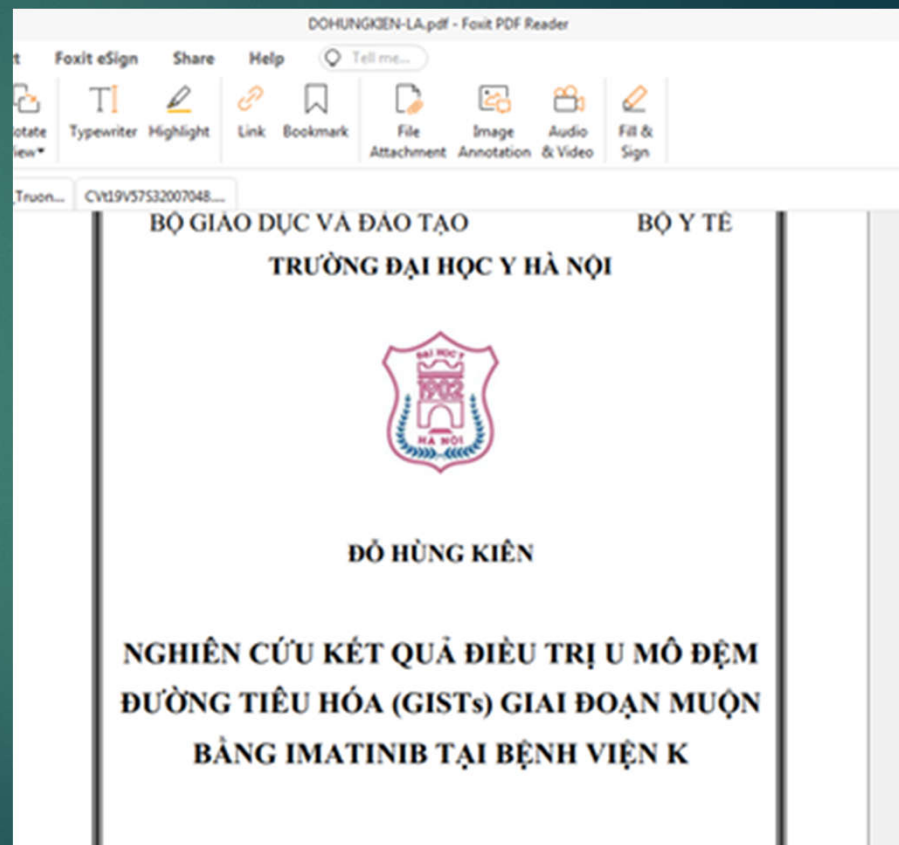 DOHUNGKIEN-LA.pdf - Foxit PDF Reader
Foxit eSign Share Help Tell me...
Typewriter Highlight Link Bookmark File Attachment Image Annotation Audio & Video Fill & Sign
_Truon... CVt19V57S32007048....
BỘ GIÁO DỤC VÀ ĐÀO TẠO BỘ Y TẾ
TRƯỜNG ĐẠI HỌC Y HÀ NỘI
ĐẠI HỌC Y
1902
HÀ NỘI
ĐỖ HÙNG KIÊN
NGHIÊN CỨU KẾT QUẢ ĐIỀU TRỊ U MÔ ĐỆM
ĐƯỜNG TIÊU HÓA (GISTs) GIAI ĐOẠN MUỘN
BẰNG IMATINIB TẠI BỆNH VIỆN K